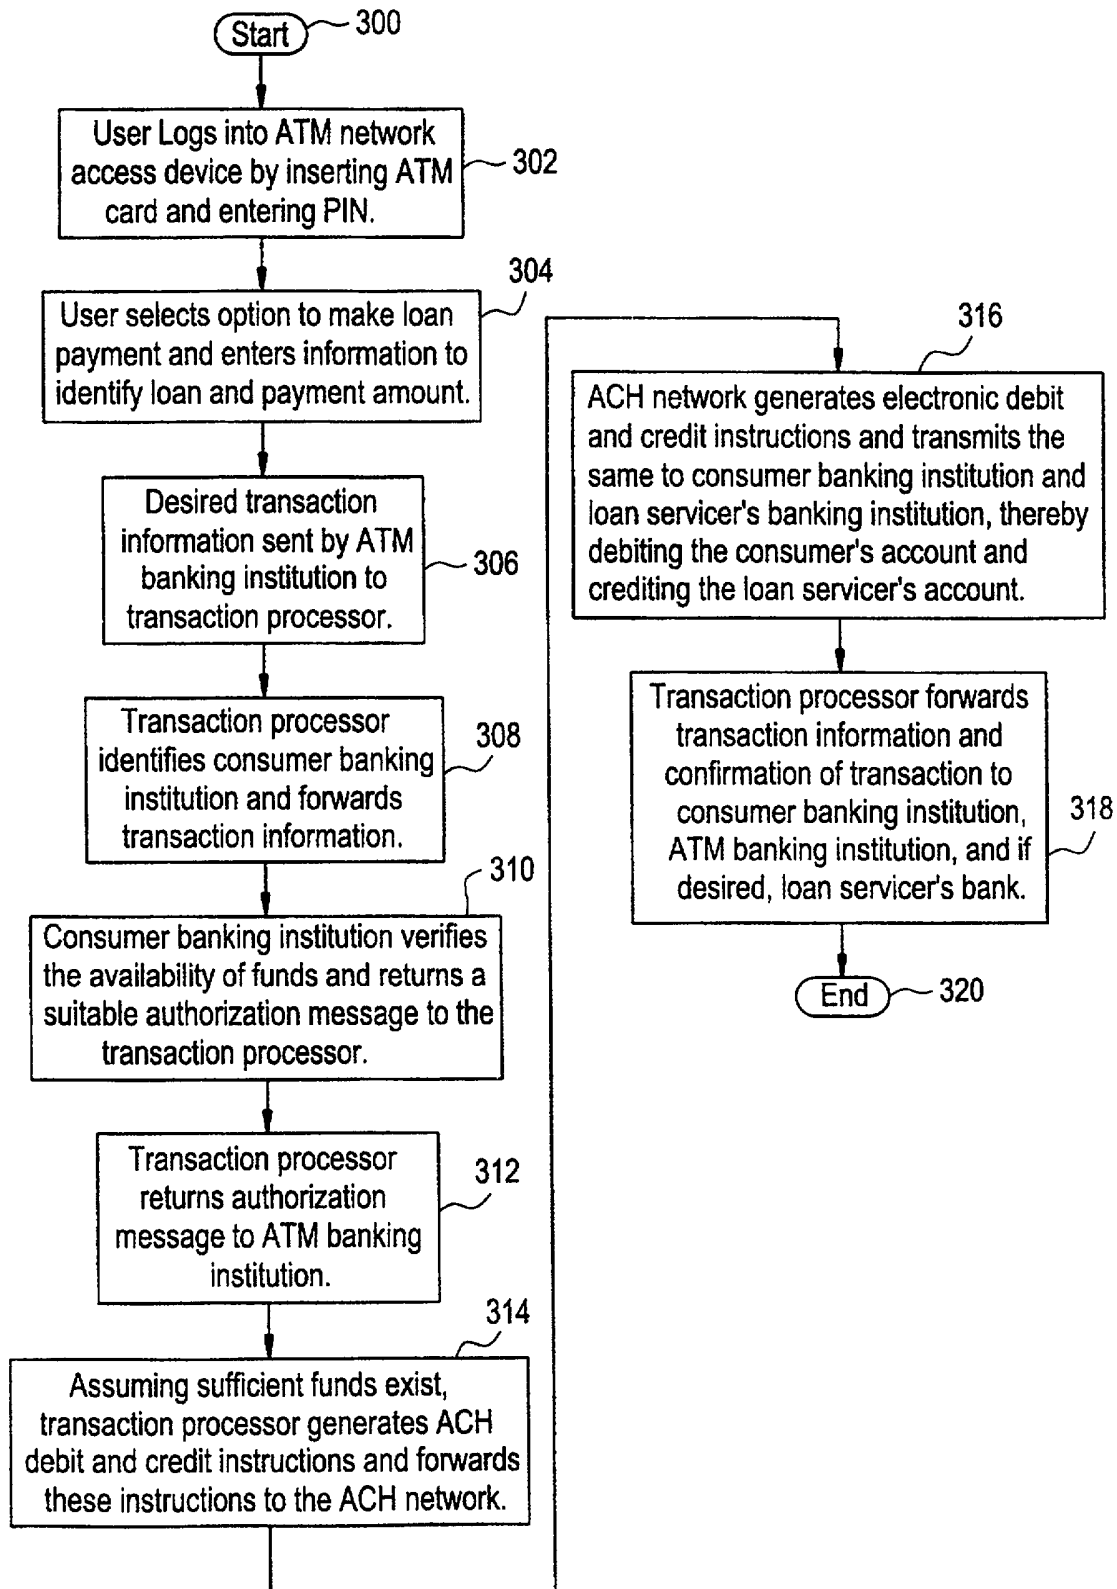 Start
300
User Logs into ATM network
access device by inserting ATM
card and entering PIN.
302
304
User selects option to make loan
payment and enters information to
identify loan and payment amount.
Desired transaction
information sent by ATM
banking institution to
transaction processor.
306
Transaction processor
identifies consumer banking
institution and forwards
transaction information.
308
310
Consumer banking institution verifies
the availability of funds and returns a
suitable authorization message to the
transaction processor.
Transaction processor
returns authorization
message to ATM banking
institution.
312
314
Assuming sufficient funds exist,
transaction processor generates ACH
debit and credit instructions and forwards
these instructions to the ACH network.
316
ACH network generates electronic debit
and credit instructions and transmits the
same to consumer banking institution and
loan servicer's banking institution, thereby
debiting the consumer's account and
crediting the loan servicer's account.
Transaction processor forwards
transaction information and
confirmation of transaction to
consumer banking institution,
ATM banking institution, and if
desired, loan servicer's bank.
318
End
320